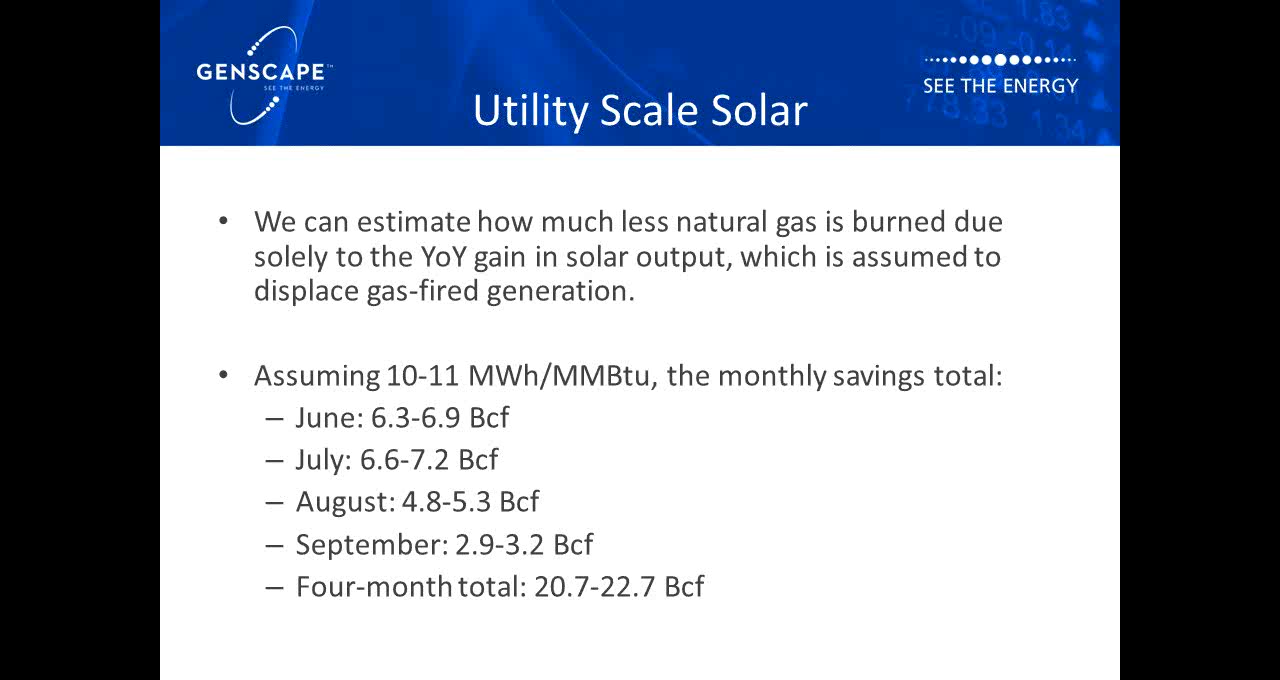 GENSCAPE™
SEE THE ENERGY
SEE THE ENERGY
Utility Scale Solar
• We can estimate how much less natural gas is burned due
solely to the YoY gain in solar output, which is assumed to
displace gas-fired generation.
• Assuming 10-11 MWh/MMBtu, the monthly savings total:
– June: 6.3-6.9 Bcf
– July: 6.6-7.2 Bcf
– August: 4.8-5.3 Bcf
– September: 2.9-3.2 Bcf
– Four-month total: 20.7-22.7 Bcf